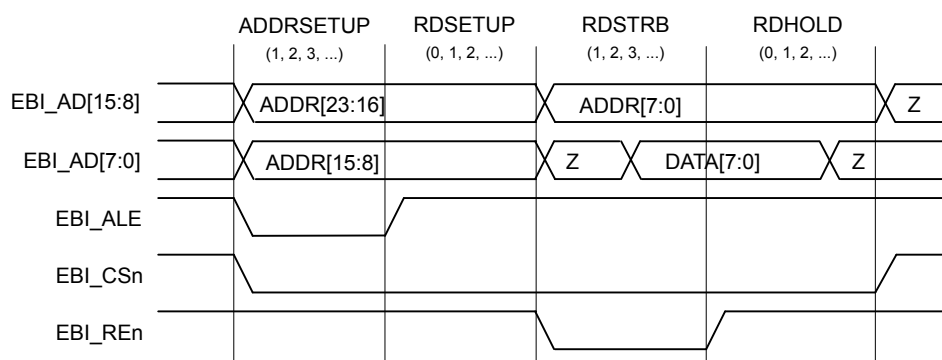 ADDRSETUP RDSETUP RDSTRB RDHOLD
(1, 2, 3, ...) (0, 1, 2, ...) (1, 2, 3, ...) (0, 1, 2, ...)
EBI_AD[15:8] ADDR[23:16] ADDR[7:0] Z
EBI_AD[7:0] ADDR[15:8] Z DATA[7:0] Z
EBI_ALE
EBI_CSn
EBI_REn